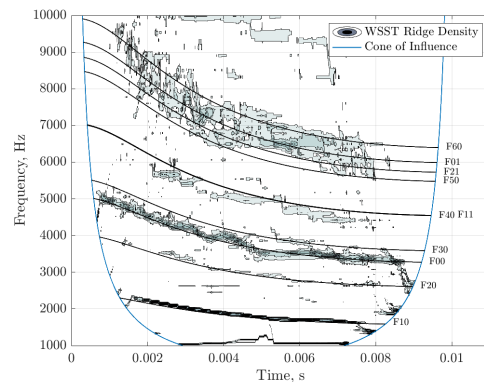 10000
9000
8000
7000
6000
5000
4000
3000
2000
1000
Frequency, Hz
0
0.002
0.004
0.006
0.008
0.01
Time, s
WSST Ridge Density
Cone of Influence
F60
F01
F21
F50
F40 F11
F30
F00
F20
F10